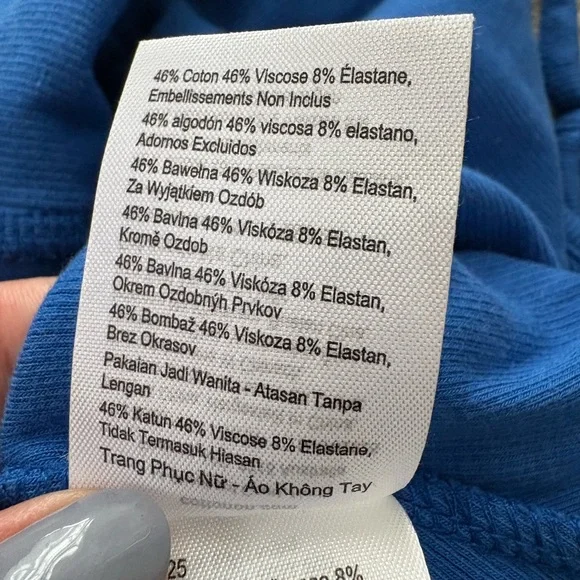 46% Coton 46% Viscose 8% Élastane,
Embellissements Non Inclus
46% algodón 46% viscosa 8% elastano,
Adornos Excluidos
46% Bawełna 46% Wiskoza 8% Elastan,
Za Wyjątkiem Ozdób
46% Bavlna 46% Viskóza 8% Elastan,
Kromě Ozdob
46% Bavlna 46% Viskóza 8% Elastan,
Okrem Ozdobnýh Prvkov
46% Bombaž 46% Viskoza 8% Elastan,
Brez Okrasov
Pakaian Jadi Wanita - Atasan Tanpa
Lengan
46% Katun 46% Viscose 8% Elastane,
Tidak Termasuk Hiasan
Trang Phục Nữ - Áo Không Tay
25
8%